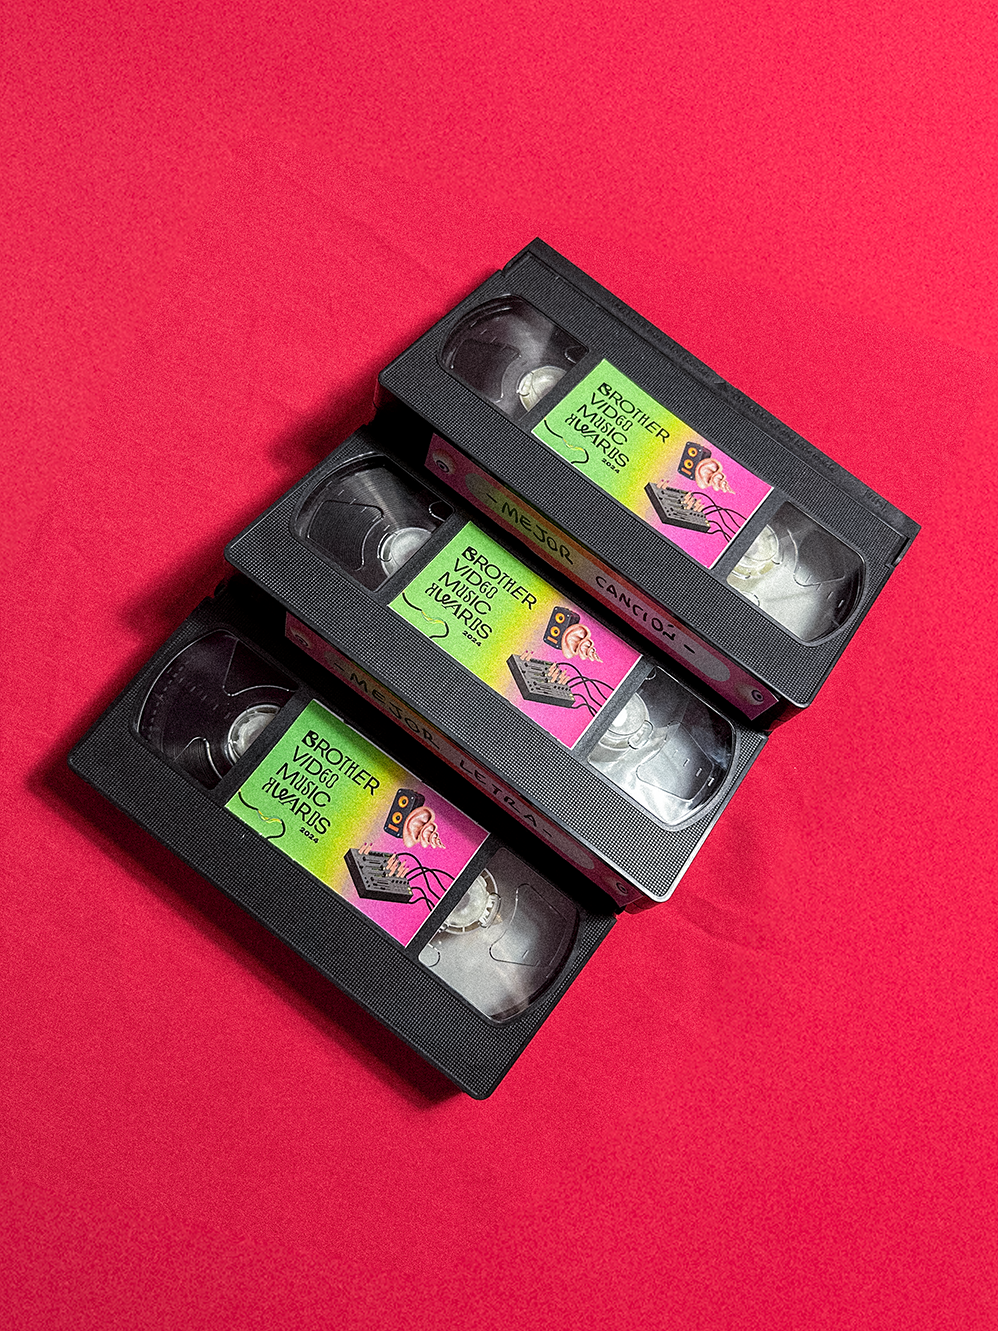 BROTHER
VIDEO
MUSIC
AWARDS
2024
- MEJOR CANCIÓN -
BROTHER
VIDEO
MUSIC
AWARDS
2024
- MEJOR LETRA -
BROTHER
VIDEO
MUSIC
AWARDS
2024